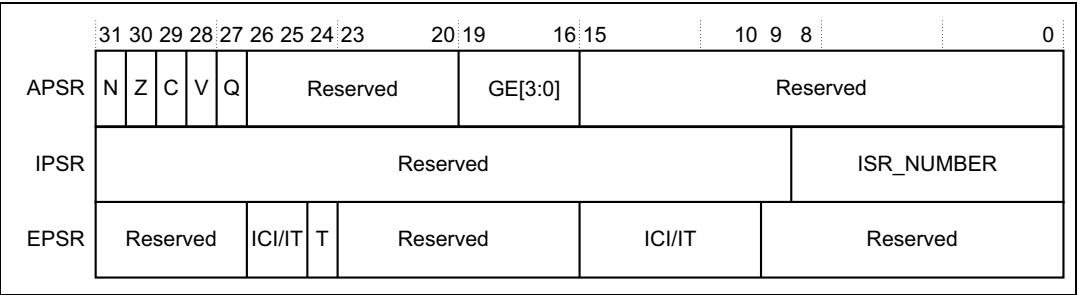 31 30 29 28 27 26 25 24 23 20 19 16 15 10 9 8 0
APSR N Z C V Q Reserved GE[3:0] Reserved
IPSR Reserved ISR_NUMBER
EPSR Reserved ICI/IT T Reserved ICI/IT Reserved